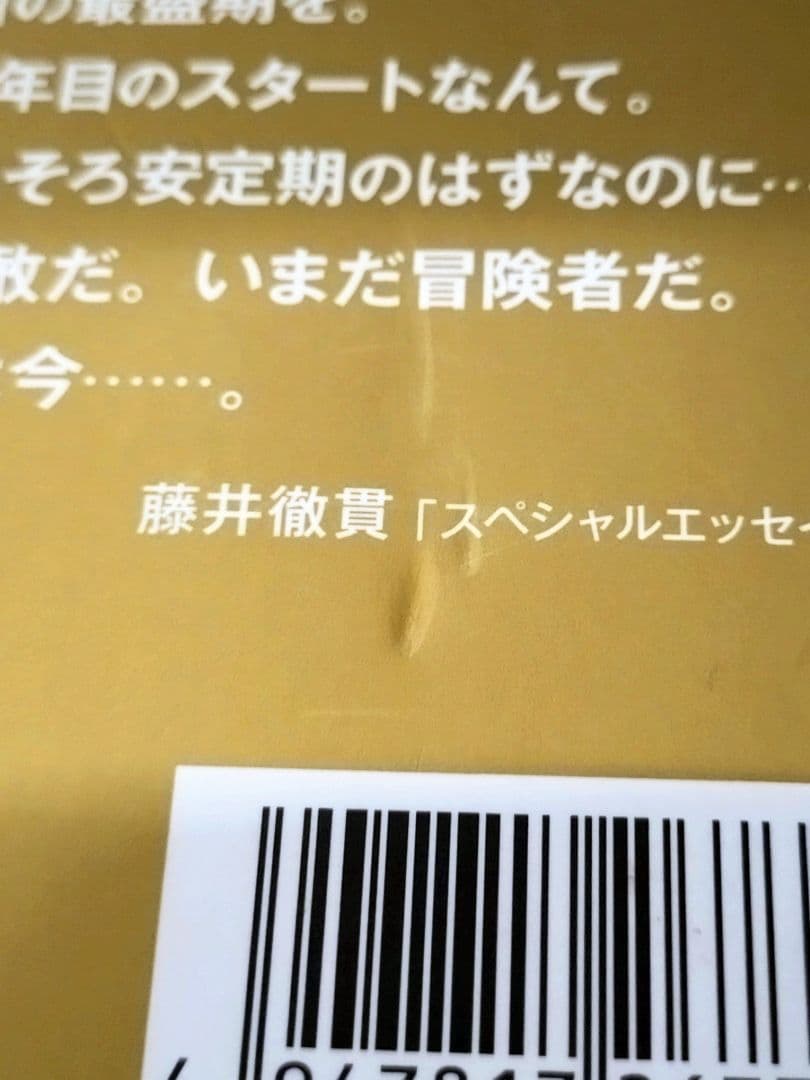 の最盛期を。
年目のスタートなんて。
そろ安定期のはずなのに‥
敵だ。いまだ冒険者だ。
今……。
藤井徹貫「スペシャルエッセイ